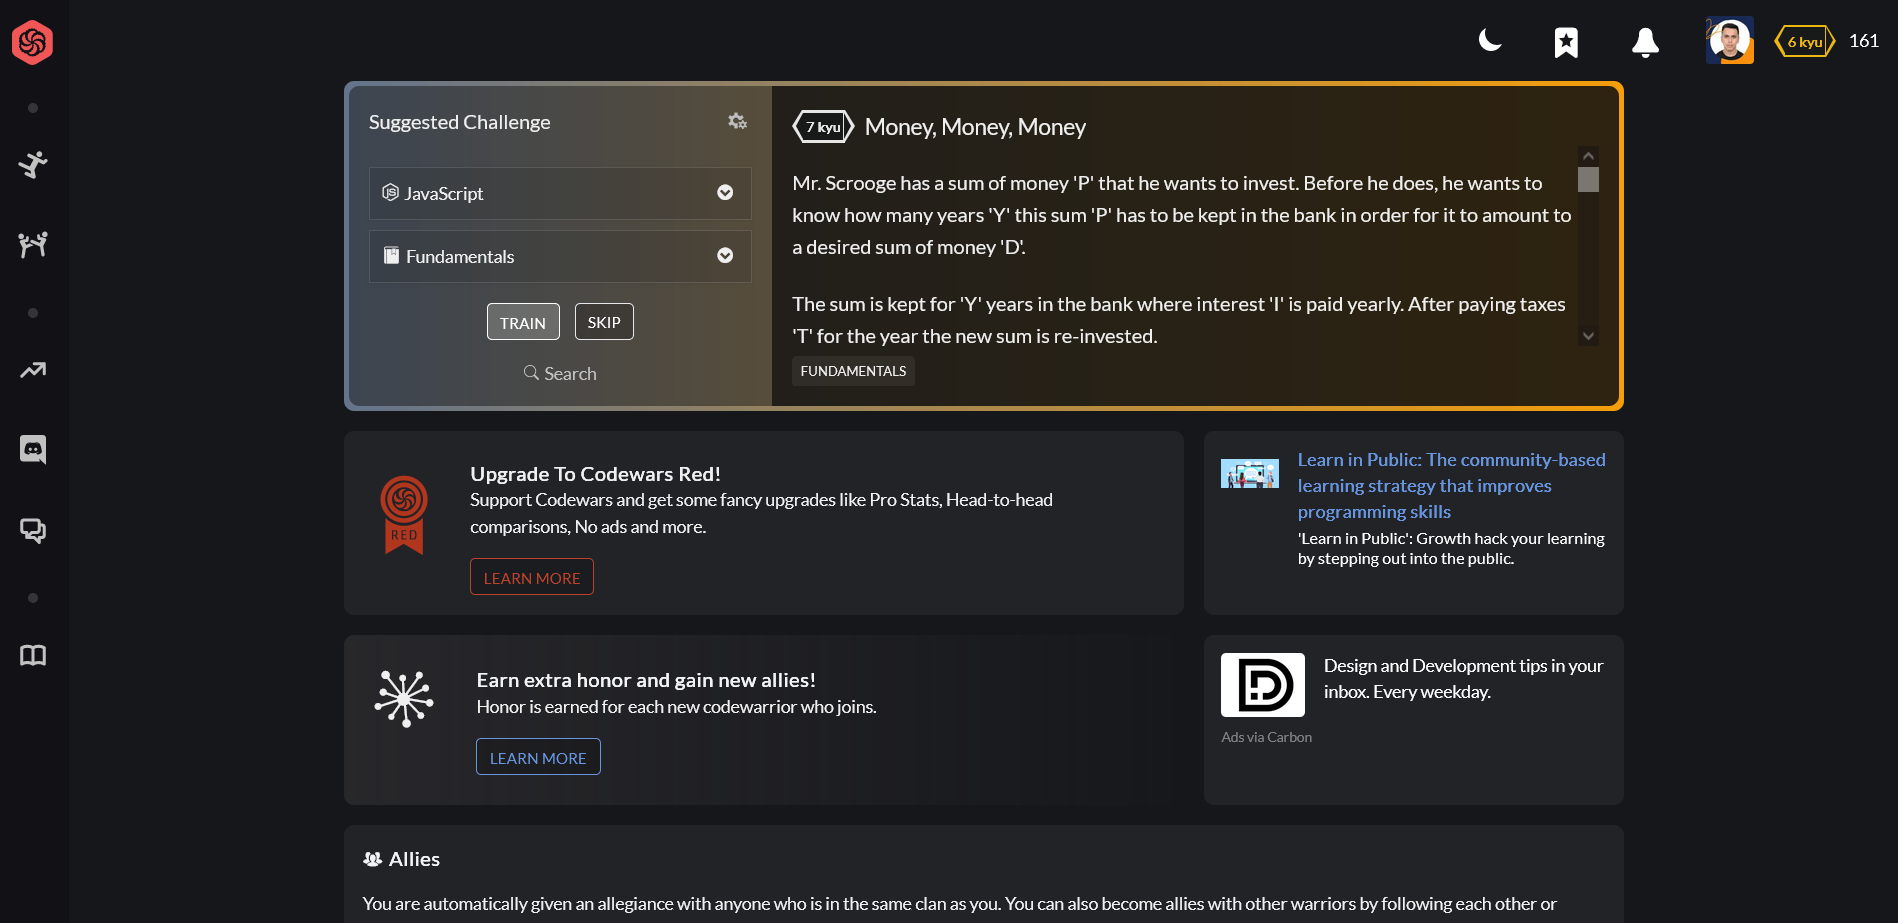 6 kyu
161
Suggested Challenge
JavaScript
Fundamentals
TRAIN
SKIP
Search
7 kyu
Money, Money, Money
Mr. Scrooge has a sum of money 'P' that he wants to invest. Before he does, he wants to
know how many years 'Y' this sum 'P' has to be kept in the bank in order for it to amount to
a desired sum of money 'D'.
The sum is kept for 'Y' years in the bank where interest 'I' is paid yearly. After paying taxes
'T' for the year the new sum is re-invested.
FUNDAMENTALS
RED
Upgrade To Codewars Red!
Support Codewars and get some fancy upgrades like Pro Stats, Head-to-head
comparisons, No ads and more.
LEARN MORE
Learn in Public: The community-based
learning strategy that improves
programming skills
'Learn in Public': Growth hack your learning
by stepping out into the public.
Earn extra honor and gain new allies!
Honor is earned for each new codewarrior who joins.
LEARN MORE
Design and Development tips in your
inbox. Every weekday.
Ads via Carbon
Allies
You are automatically given an allegiance with anyone who is in the same clan as you. You can also become allies with other warriors by following each other or